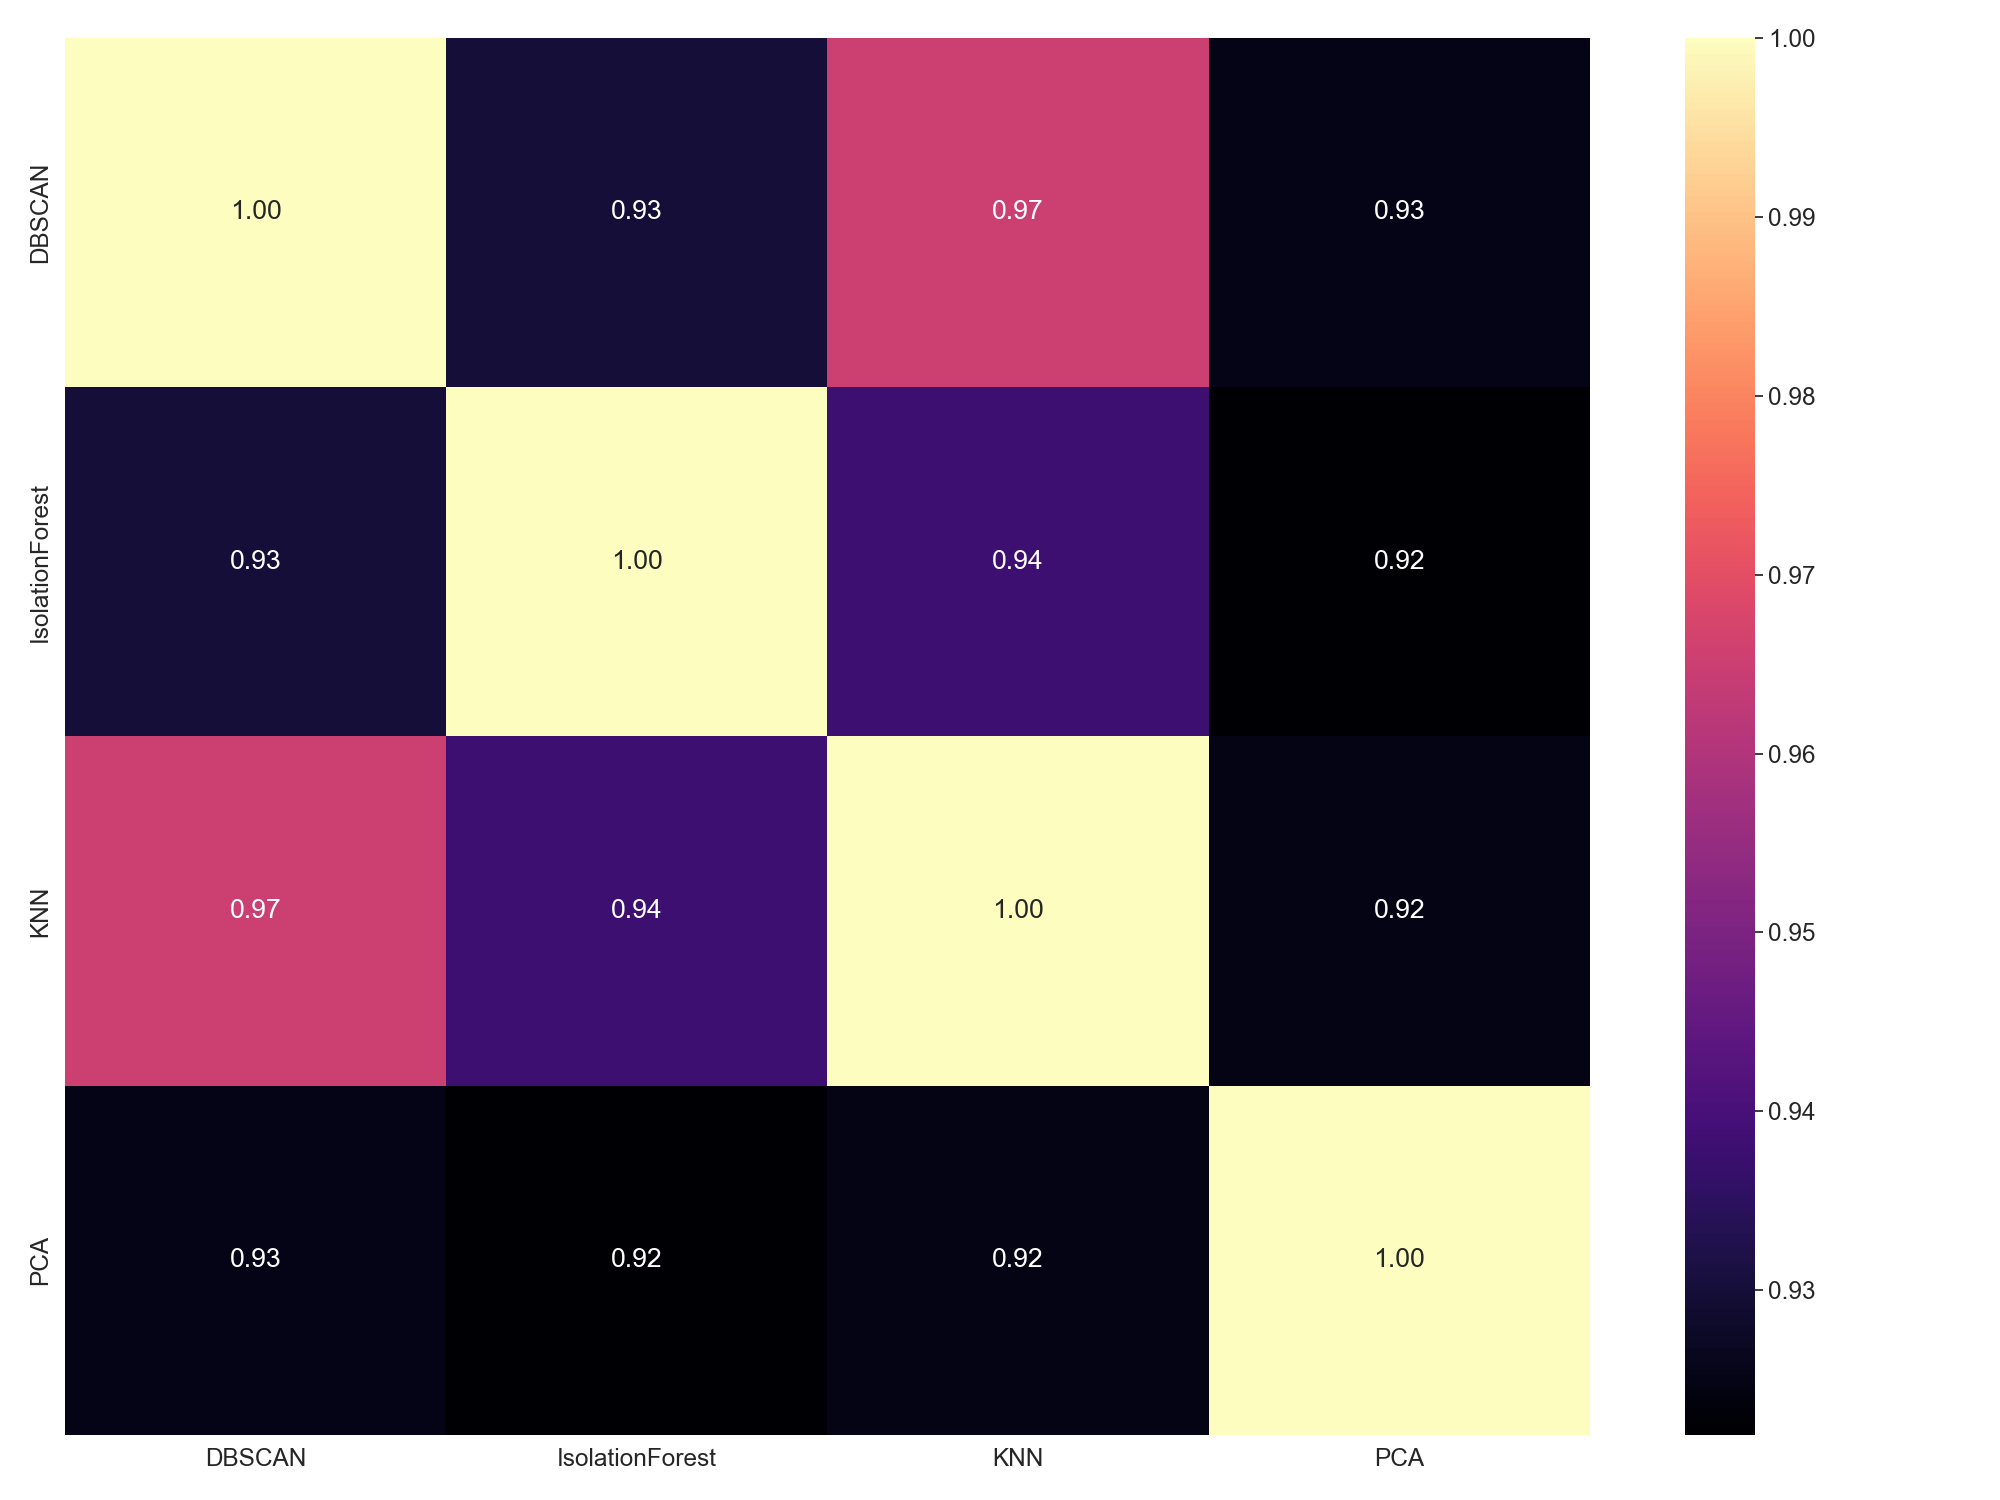 DBSCAN
1.00 0.93 0.97 0.93
IsolationForest
0.93 1.00 0.94 0.92
KNN
0.97 0.94 1.00 0.92
PCA
0.93 0.92 0.92 1.00
DBSCAN IsolationForest KNN PCA
1.00
0.99
0.98
0.97
0.96
0.95
0.94
0.93